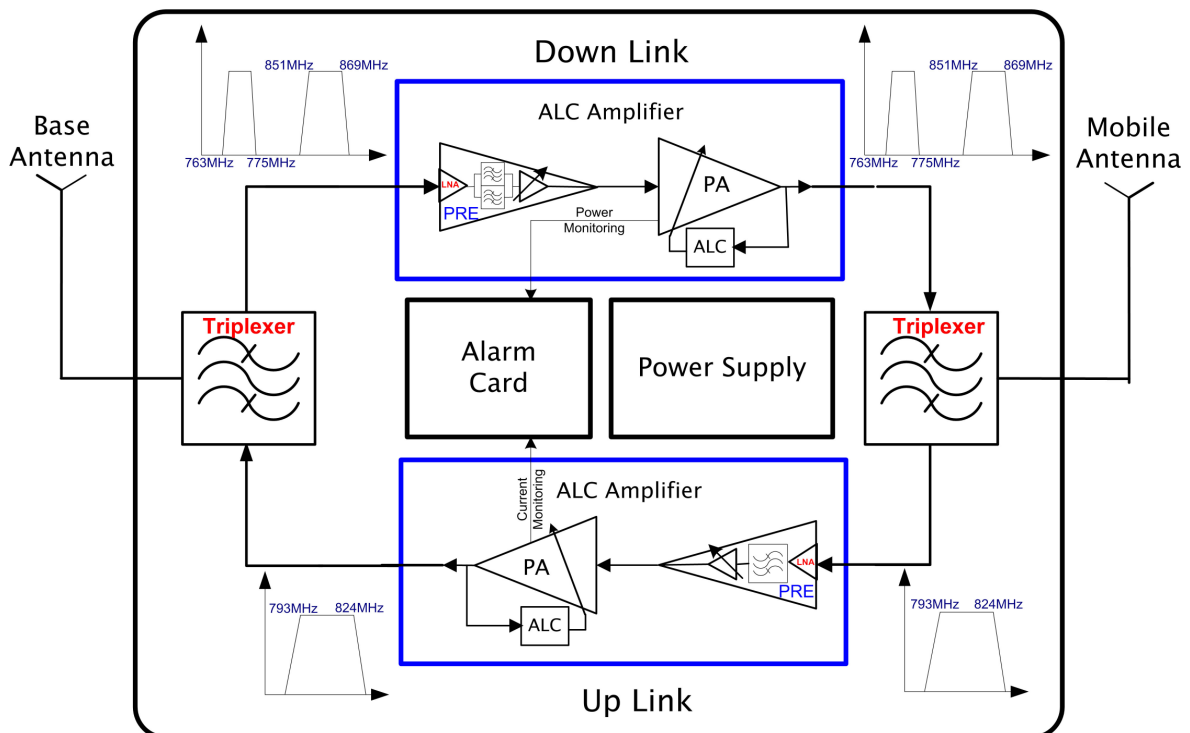 Down Link
851MHz
869MHz
763MHz
775MHz
851MHz
869MHz
763MHz
775MHz
Base
Antenna
Mobile
Antenna
ALC Amplifier
LNA
PRE
PA
ALC
Power
Monitoring
Triplexer
Alarm
Card
Power Supply
Triplexer
Current
Monitoring
ALC Amplifier
PA
ALC
LNA
PRE
793MHz
824MHz
793MHz
824MHz
Up Link